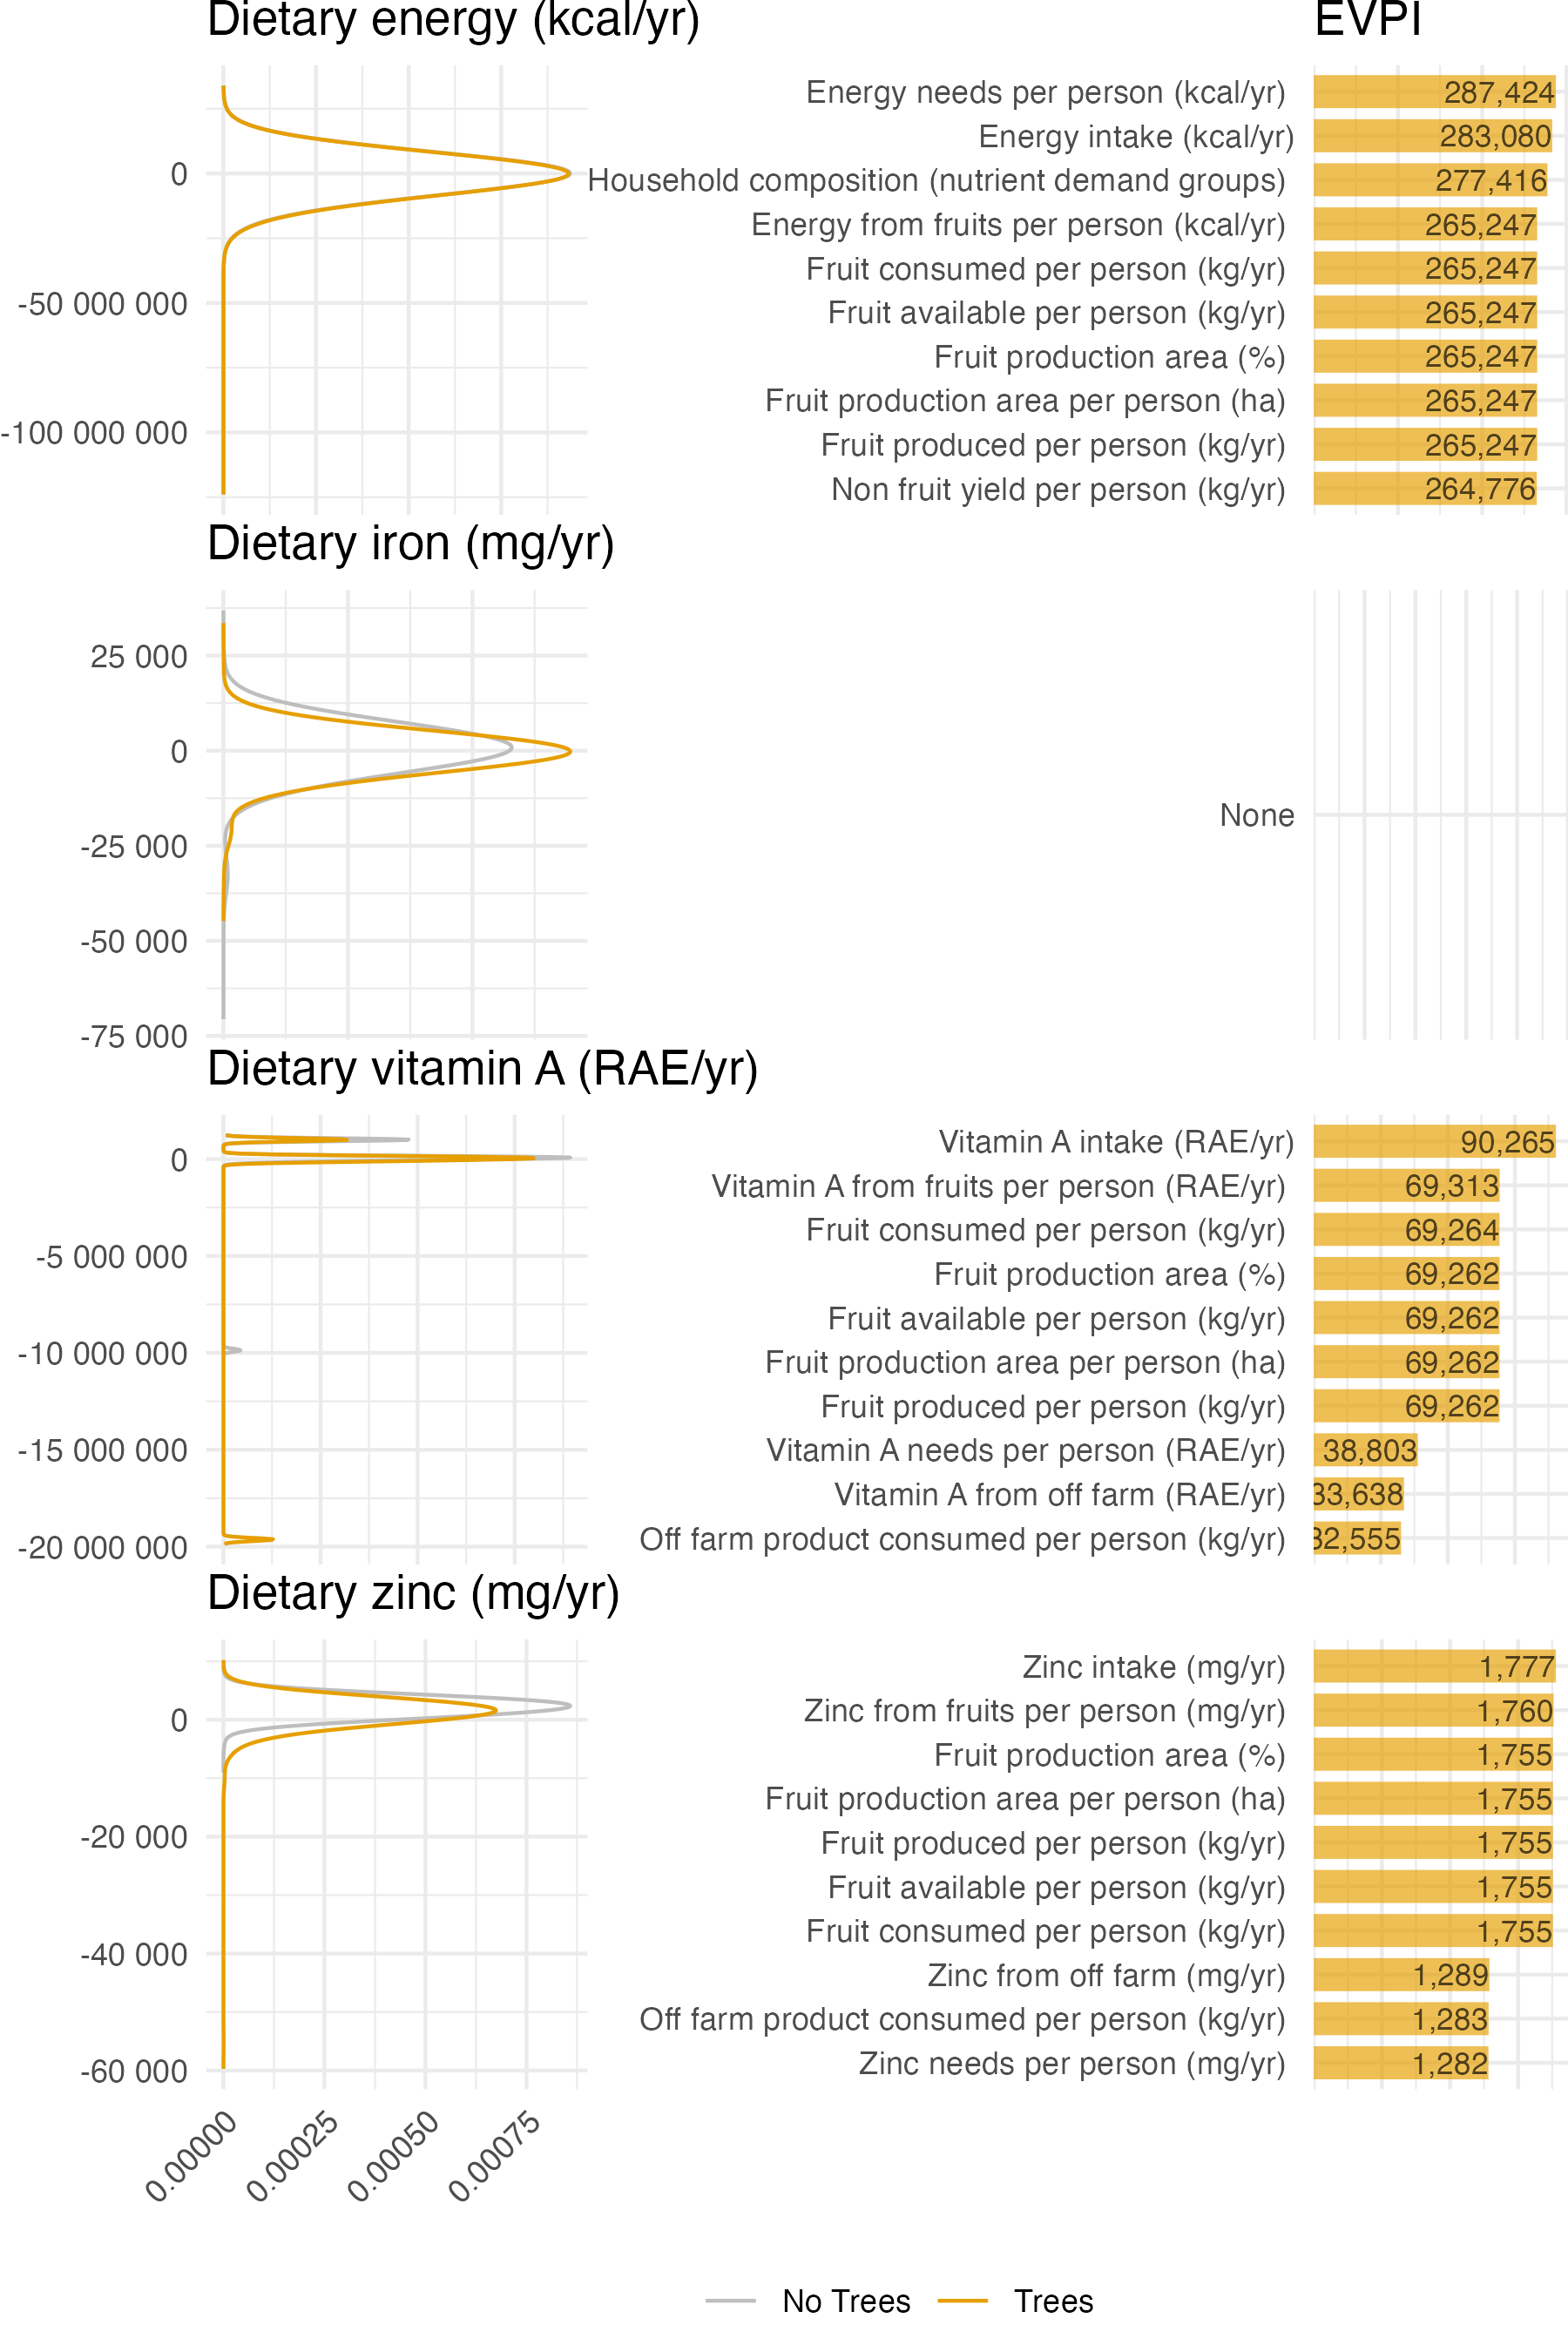 Dietary energy (kcal/yr)
EVPI
0
-50 000 000
-100 000 000
Energy needs per person (kcal/yr) 287,424
Energy intake (kcal/yr) 283,080
Household composition (nutrient demand groups) 277,416
Energy from fruits per person (kcal/yr) 265,247
Fruit consumed per person (kg/yr) 265,247
Fruit available per person (kg/yr) 265,247
Fruit production area (%) 265,247
Fruit production area per person (ha) 265,247
Fruit produced per person (kg/yr) 265,247
Non fruit yield per person (kg/yr) 264,776
Dietary iron (mg/yr)
25 000
0
-25 000
-50 000
-75 000
None
Dietary vitamin A (RAE/yr)
0
-5 000 000
-10 000 000
-15 000 000
-20 000 000
Vitamin A intake (RAE/yr) 90,265
Vitamin A from fruits per person (RAE/yr) 69,313
Fruit consumed per person (kg/yr) 69,264
Fruit production area (%) 69,262
Fruit available per person (kg/yr) 69,262
Fruit production area per person (ha) 69,262
Fruit produced per person (kg/yr) 69,262
Vitamin A needs per person (RAE/yr) 38,803
Vitamin A from off farm (RAE/yr) 33,638
Off farm product consumed per person (kg/yr) 32,555
Dietary zinc (mg/yr)
0
-20 000
-40 000
-60 000
Zinc intake (mg/yr) 1,777
Zinc from fruits per person (mg/yr) 1,760
Fruit production area (%) 1,755
Fruit production area per person (ha) 1,755
Fruit produced per person (kg/yr) 1,755
Fruit available per person (kg/yr) 1,755
Fruit consumed per person (kg/yr) 1,755
Zinc from off farm (mg/yr) 1,289
Off farm product consumed per person (kg/yr) 1,283
Zinc needs per person (mg/yr) 1,282
0.00000 0.00025 0.00050 0.00075
No Trees Trees